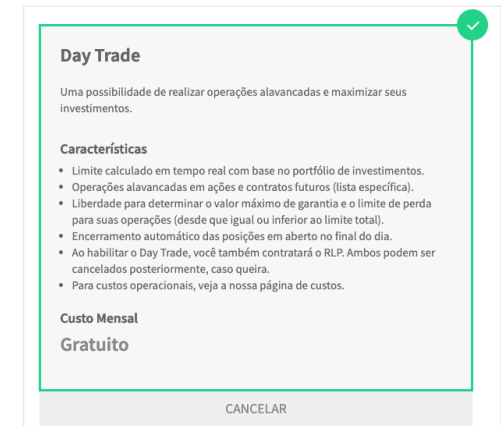 Day Trade
Uma possibilidade de realizar operações alavancadas e maximizar seus
investimentos.
Características
• Limite calculado em tempo real com base no portfólio de investimentos.
• Operações alavancadas em ações e contratos futuros (lista específica).
• Liberdade para determinar o valor máximo de garantia e o limite de perda
para suas operações (desde que igual ou inferior ao limite total).
• Encerramento automático das posições em aberto no final do dia.
• Ao habilitar o Day Trade, você também contratará o RLP. Ambos podem ser
cancelados posteriormente, caso queira.
• Para custos operacionais, veja a nossa página de custos.
Custo Mensal
Gratuito
CANCELAR